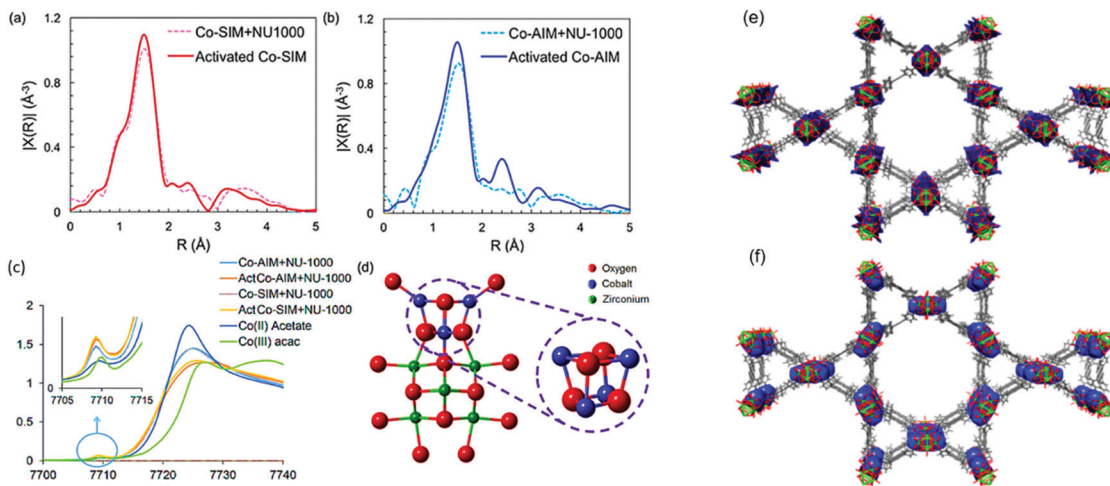 (a)
Co-SIM+NU1000
Activated Co-SIM
|X(R)| (Å-³)
1.2
0.8
0.4
0
0 1 2 3 4 5
R (Å)
(b)
Co-AIM+NU-1000
Activated Co-AIM
|X(R)| (Å-³)
1.2
0.8
0.4
0
0 1 2 3 4 5
R (Å)
(c)
Co-AIM+NU-1000
ActCo-AIM+NU-1000
Co-SIM+NU-1000
ActCo-SIM+NU-1000
Co(II) Acetate
Co(III) acac
2
1.5
1
0.5
0
7700 7710 7720 7730 7740
0
7705 7710 7715
(d)
Oxygen
Cobalt
Zirconium
(e)
(f)